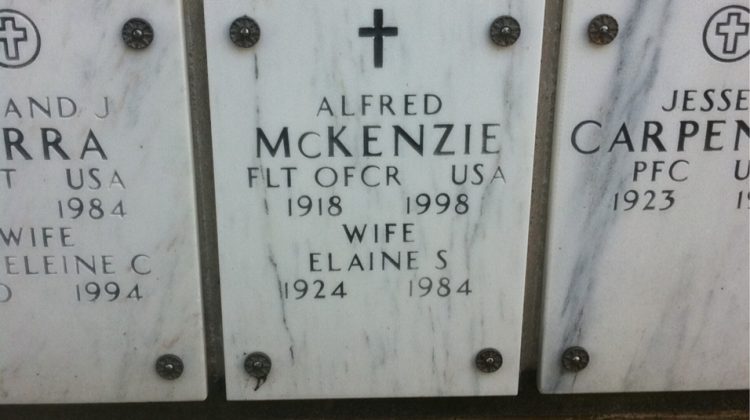 AND J
RRA
T USA
1984
WIFE
ELEINE C
1994
ALFRED
McKENZIE
FLT OFCR USA
1918 1998
WIFE
ELAINE S
1924 1984
JESSE
CARPEN
PFC U
1923